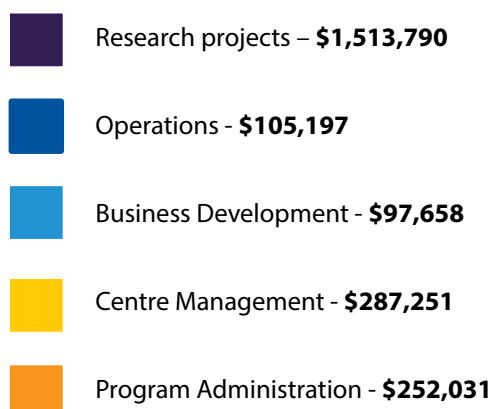 Research projects – $1,513,790
Operations - $105,197
Business Development - $97,658
Centre Management - $287,251
Program Administration - $252,031